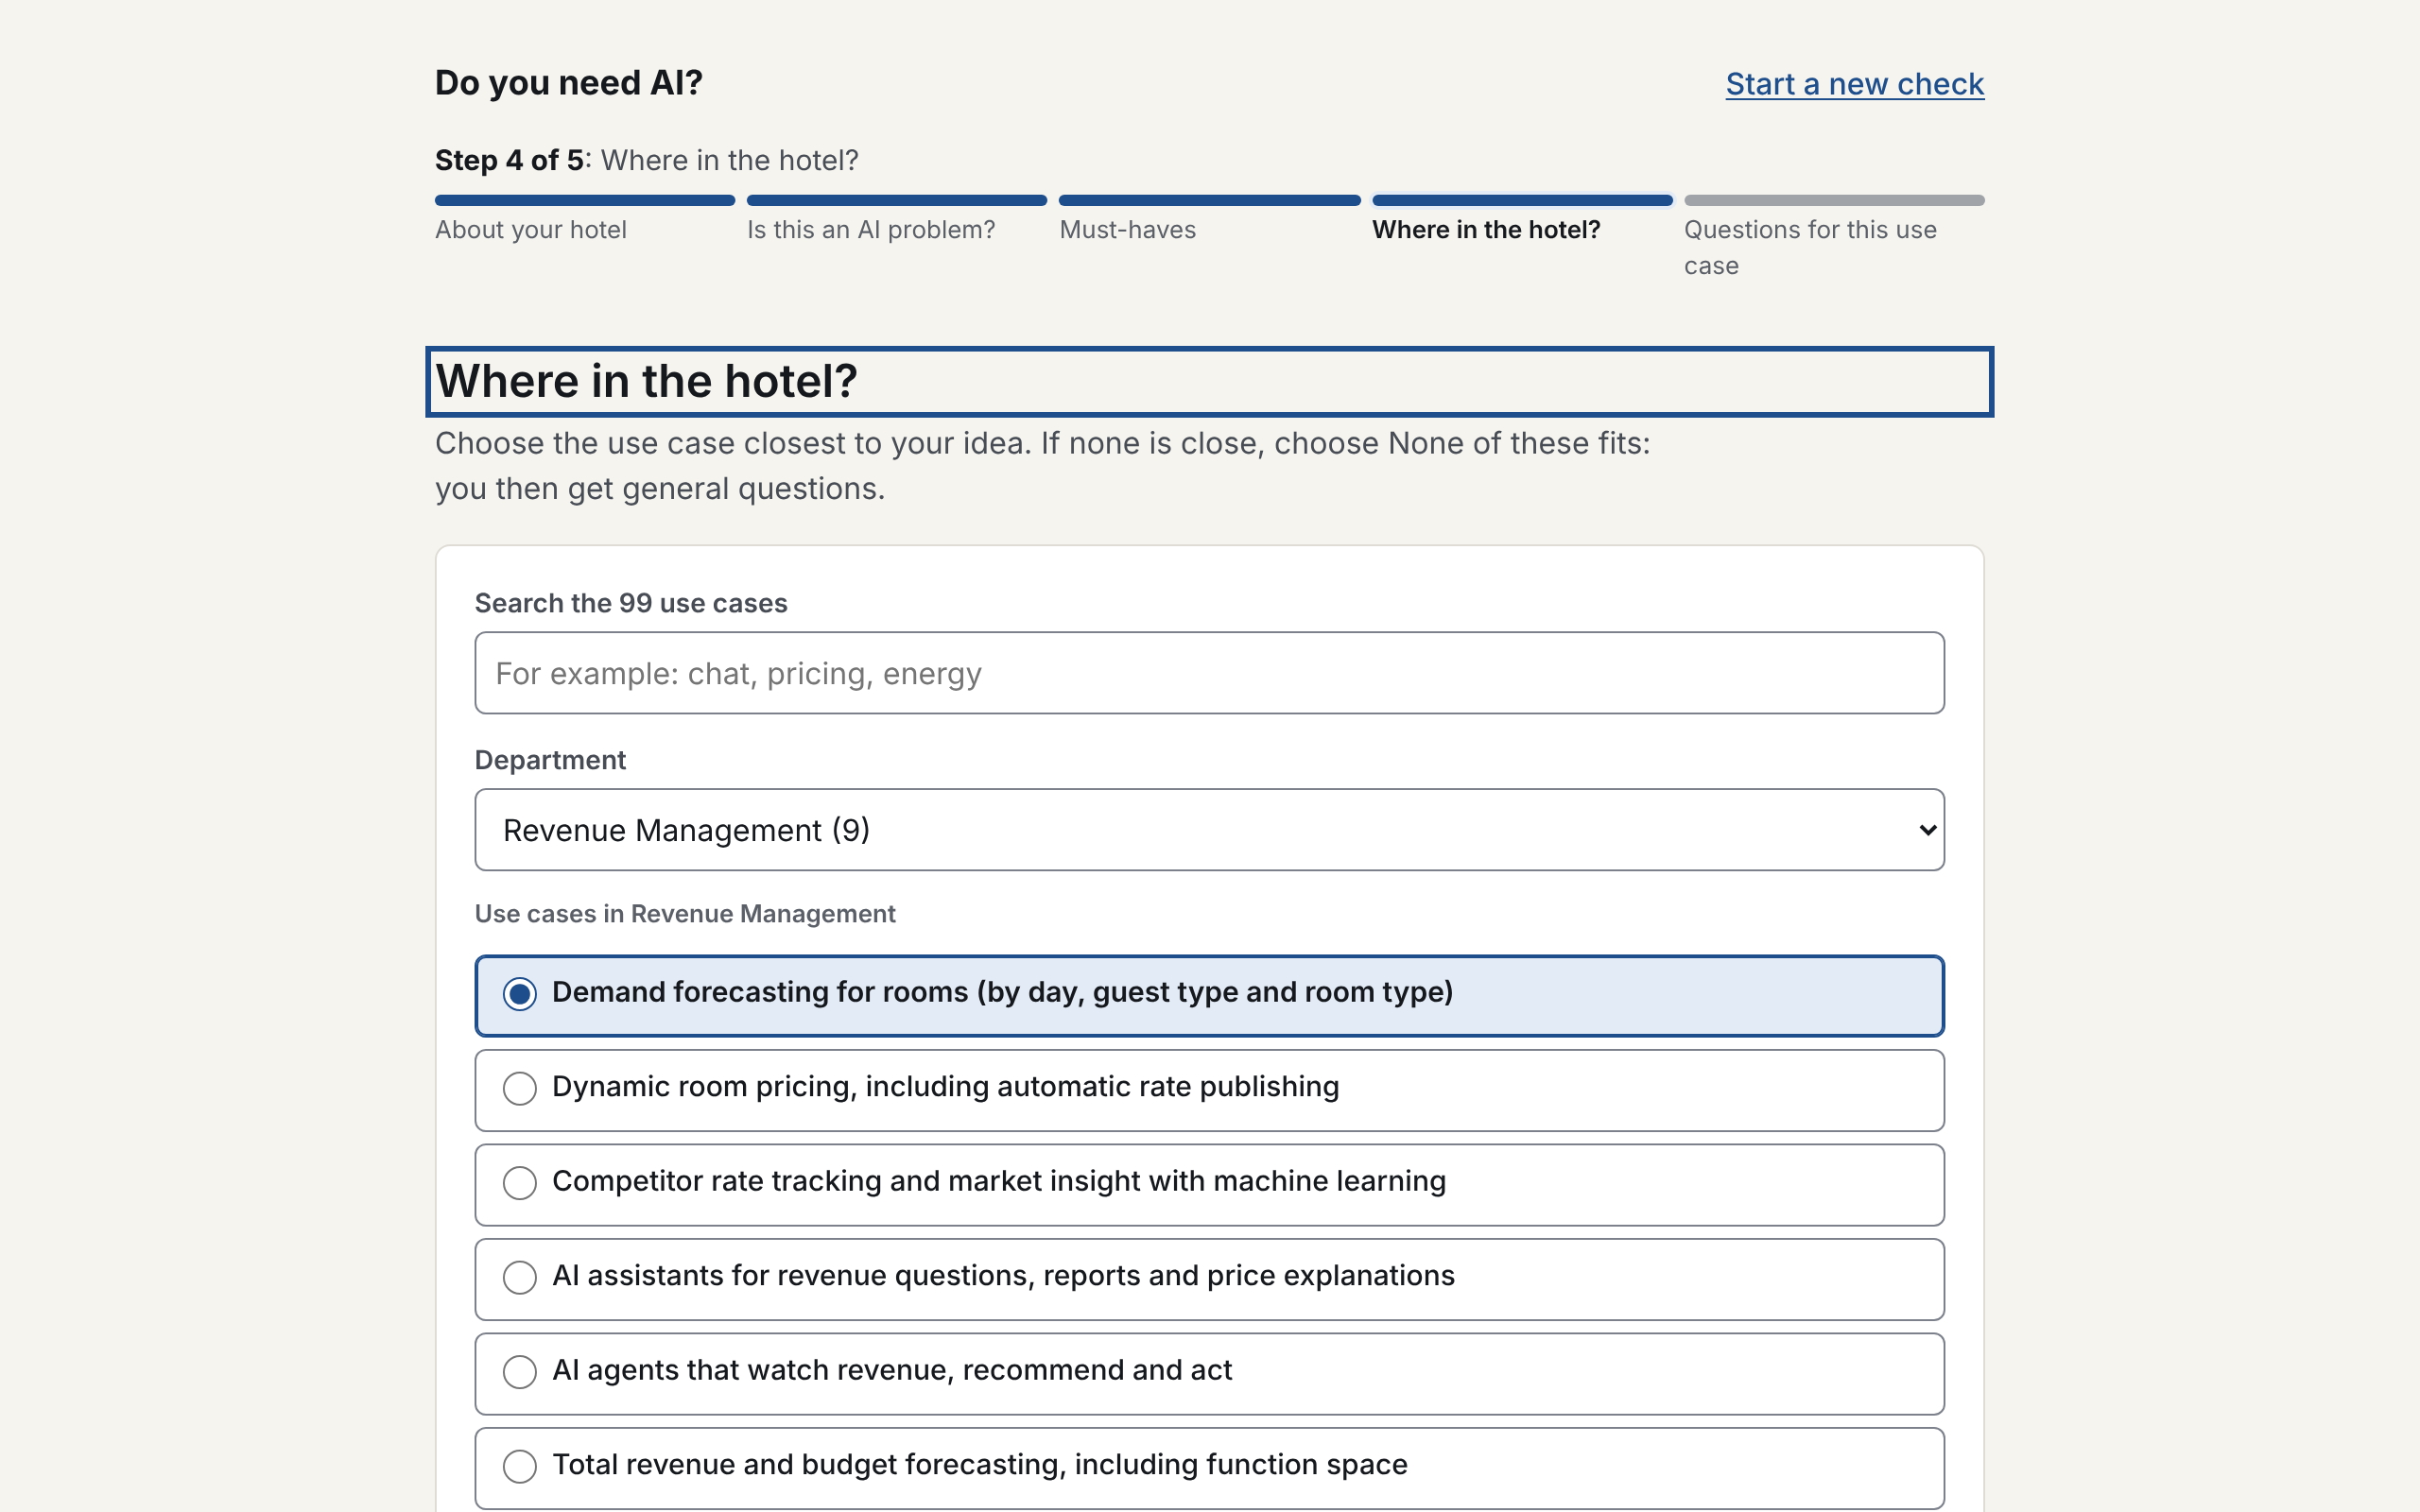 Do you need AI?
Start a new check
Step 4 of 5: Where in the hotel?
About your hotel
Is this an AI problem?
Must-haves
Where in the hotel?
Questions for this use
case
Where in the hotel?
Choose the use case closest to your idea. If none is close, choose None of these fits:
you then get general questions.
Search the 99 use cases
For example: chat, pricing, energy
Department
Revenue Management (9)
Use cases in Revenue Management
Demand forecasting for rooms (by day, guest type and room type)
Dynamic room pricing, including automatic rate publishing
Competitor rate tracking and market insight with machine learning
AI assistants for revenue questions, reports and price explanations
AI agents that watch revenue, recommend and act
Total revenue and budget forecasting, including function space